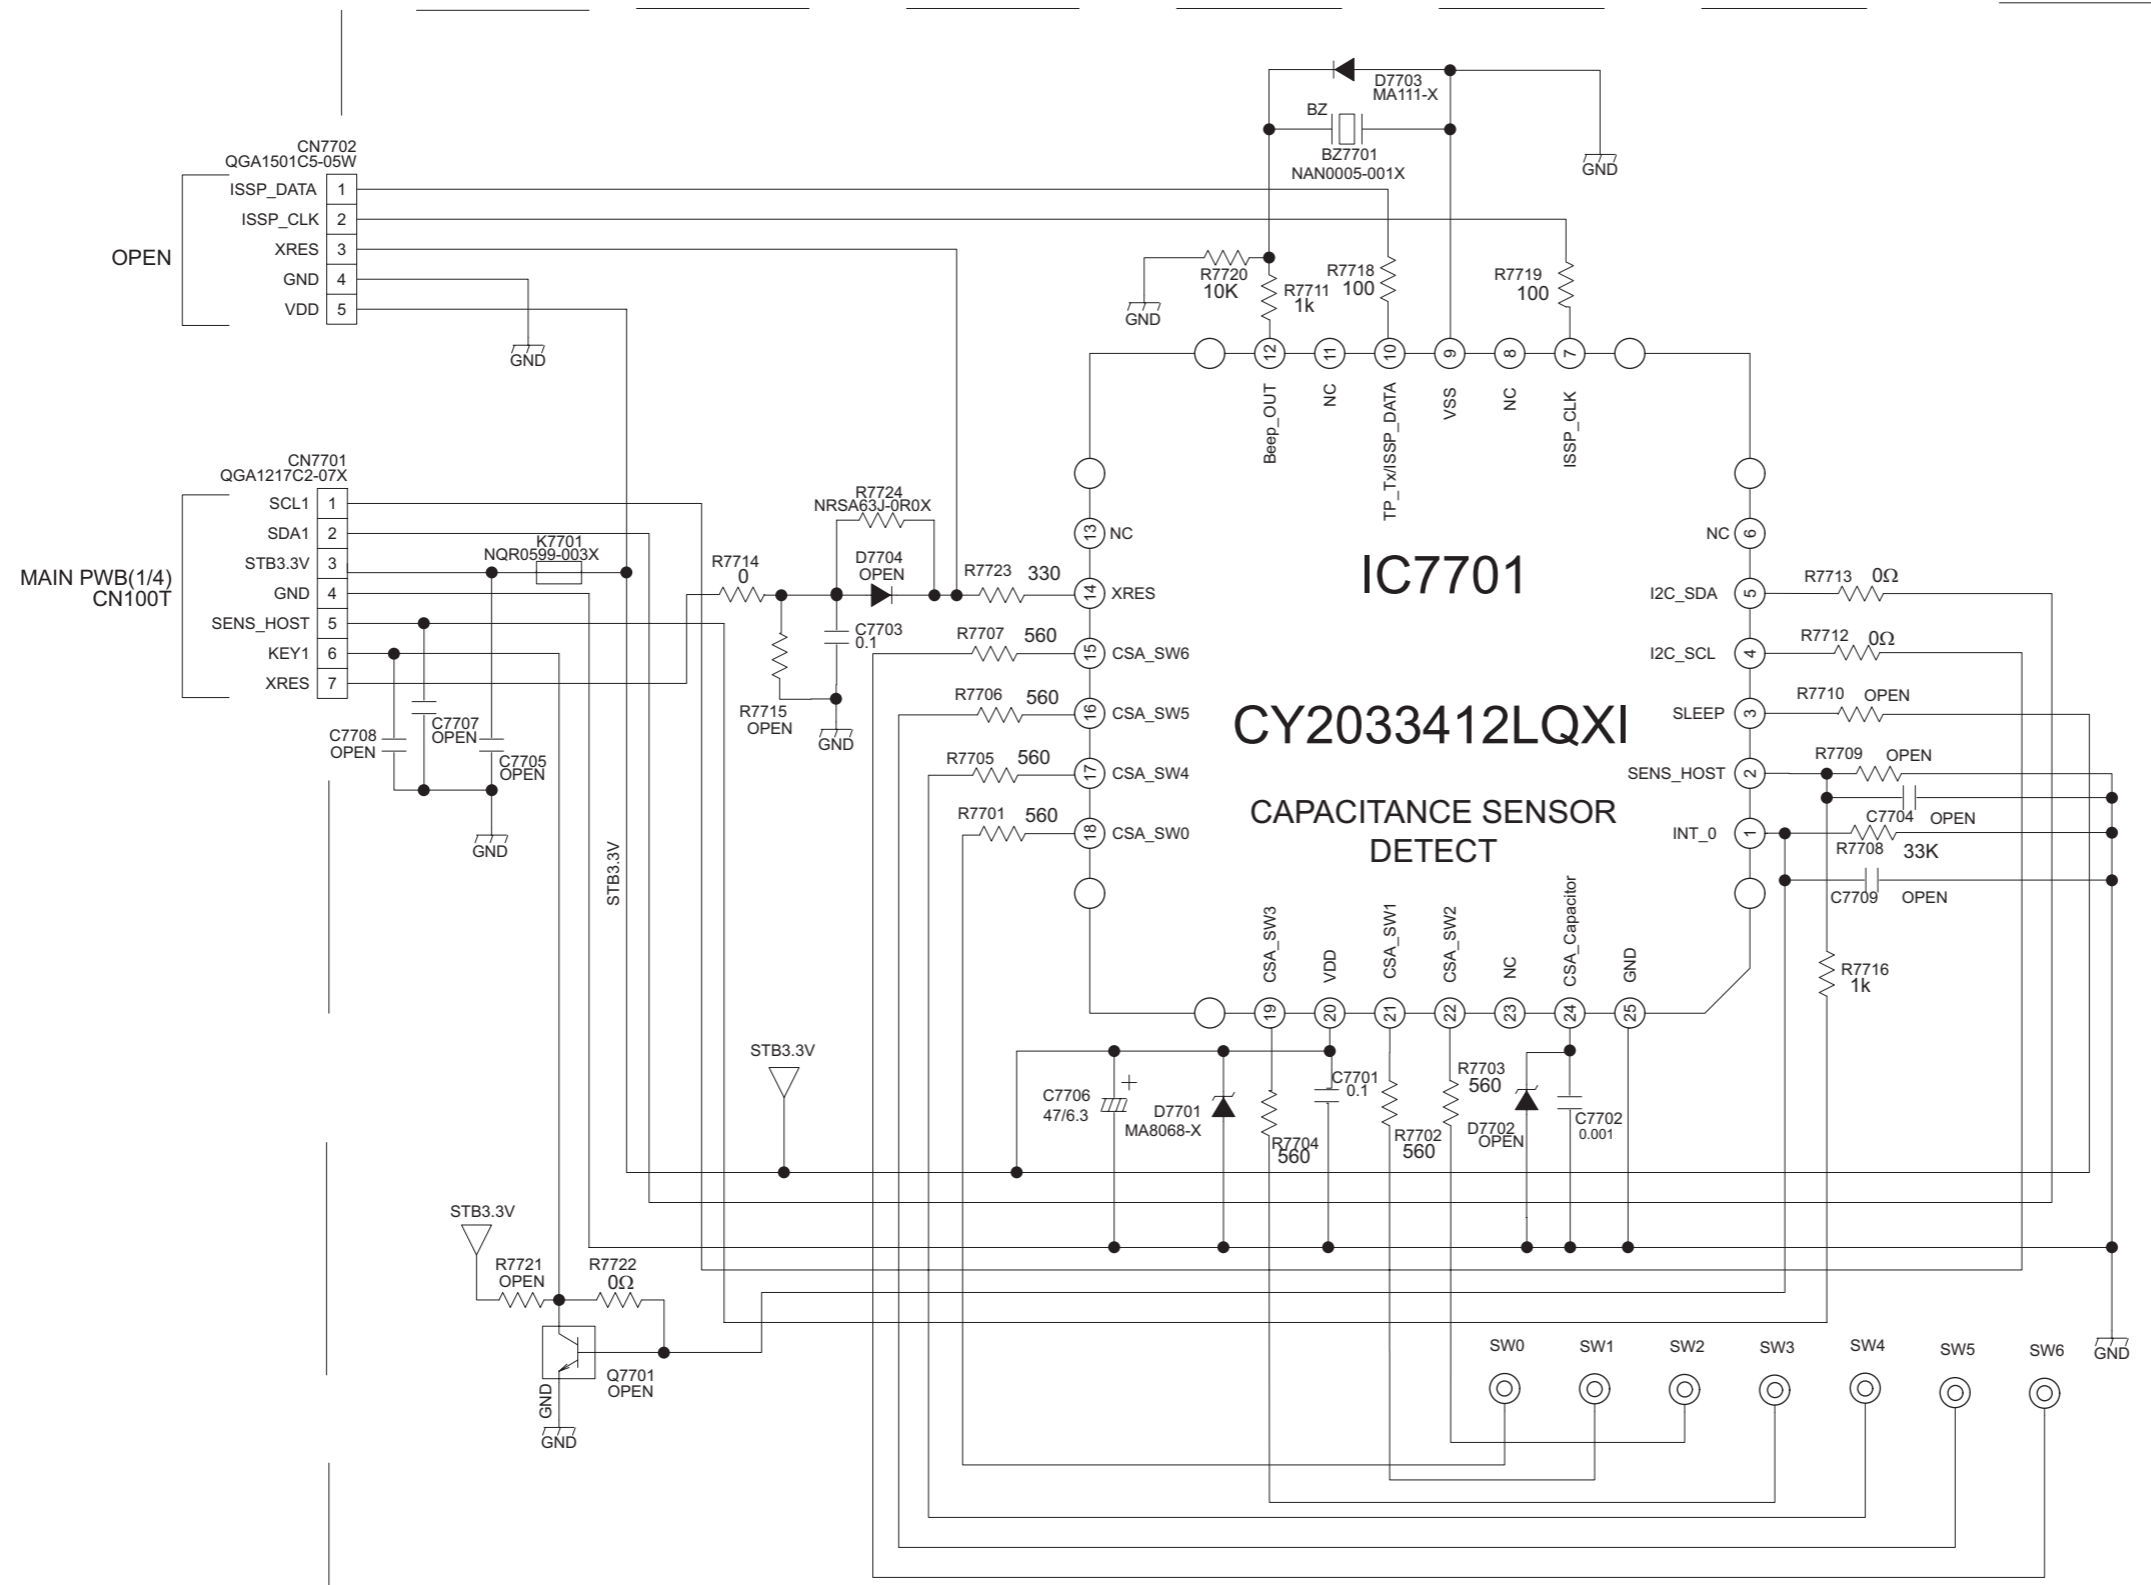 D7703
MA111-X
BZ
BZ7701
NAN0005-001X
GND
CN7702
QGA1501C5-05W
ISSP_DATA 1
ISSP_CLK 2
XRES 3
GND 4
VDD 5
OPEN
GND
R7720
10K
GND
R7711
1k
R7718
100
R7719
100
12 11 10 9 8 7
Beep_OUT
NC
TP_Tx/ISSP_DATA
VSS
NC
ISSP_CLK
CN7701
QGA1217C2-07X
SCL1 1
SDA1 2
STB3.3V 3
GND 4
SENS_HOST 5
KEY1 6
XRES 7
MAIN PWB(1/4)
CN100T
K7701
NQR0599-003X
R7724
NRSA63J-0R0X
D7704
OPEN
R7714
0
R7723 330
C7703
0.1
R7715
OPEN
GND
C7708
OPEN
C7707
OPEN
C7705
OPEN
GND
STB3.3V
R7707 560
R7706 560
R7705 560
R7701 560
13 NC
14 XRES
15 CSA_SW6
16 CSA_SW5
17 CSA_SW4
18 CSA_SW0
IC7701
CY2033412LQXI
CAPACITANCE SENSOR
DETECT
NC 6
I2C_SDA 5
I2C_SCL 4
SLEEP 3
SENS_HOST 2
INT_0 1
R7713 0Ω
R7712 0Ω
R7710 OPEN
R7709 OPEN
C7704 OPEN
R7708 33K
C7709 OPEN
R7716
1k
CSA_SW3
VDD
CSA_SW1
CSA_SW2
NC
CSA_Capacitor
GND
19 20 21 22 23 24 25
STB3.3V
C7706
47/6.3
+
D7701
MA8068-X
R7704
560
C7701
0.1
R7702
560
R7703
560
D7702
OPEN
C7702
0.001
STB3.3V
R7721
OPEN
R7722
0Ω
Q7701
OPEN
GND
GND
SW0 SW1 SW2 SW3 SW4 SW5 SW6
GND